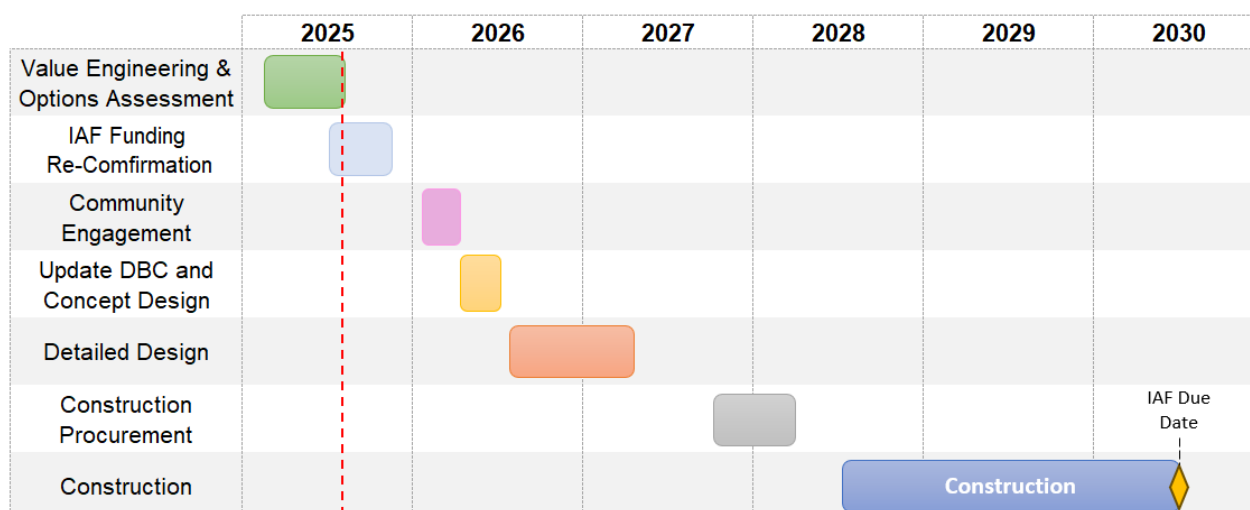 2025 2026 2027 2028 2029 2030
Value Engineering &
Options Assessment
IAF Funding
Re-Comfirmation
Community
Engagement
Update DBC and
Concept Design
Detailed Design
Construction
Procurement
IAF Due
Date
Construction
Construction